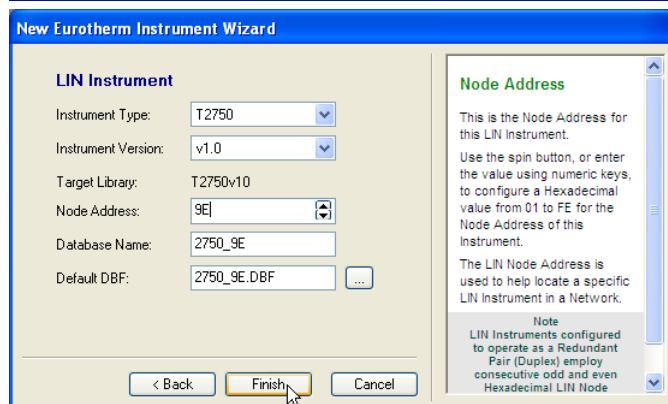 New Eurotherm Instrument Wizard
LIN Instrument
Instrument Type: T2750
Instrument Version: v1.0
Target Library: T2750v10
Node Address: 9E
Database Name: 2750_9E
Default DBF: 2750_9E.DBF ...
< Back Finish Cancel
Node Address
This is the Node Address for
this LIN Instrument.
Use the spin button, or enter
the value using numeric keys,
to configure a Hexadecimal
value from 01 to FE for the
Node Address of this
Instrument.
The LIN Node Address is
used to help locate a specific
LIN Instrument in a Network.
Note
LIN Instruments configured
to operate as a Redundant
Pair (Duplex) employ
consecutive odd and even
Hexadecimal LIN Node